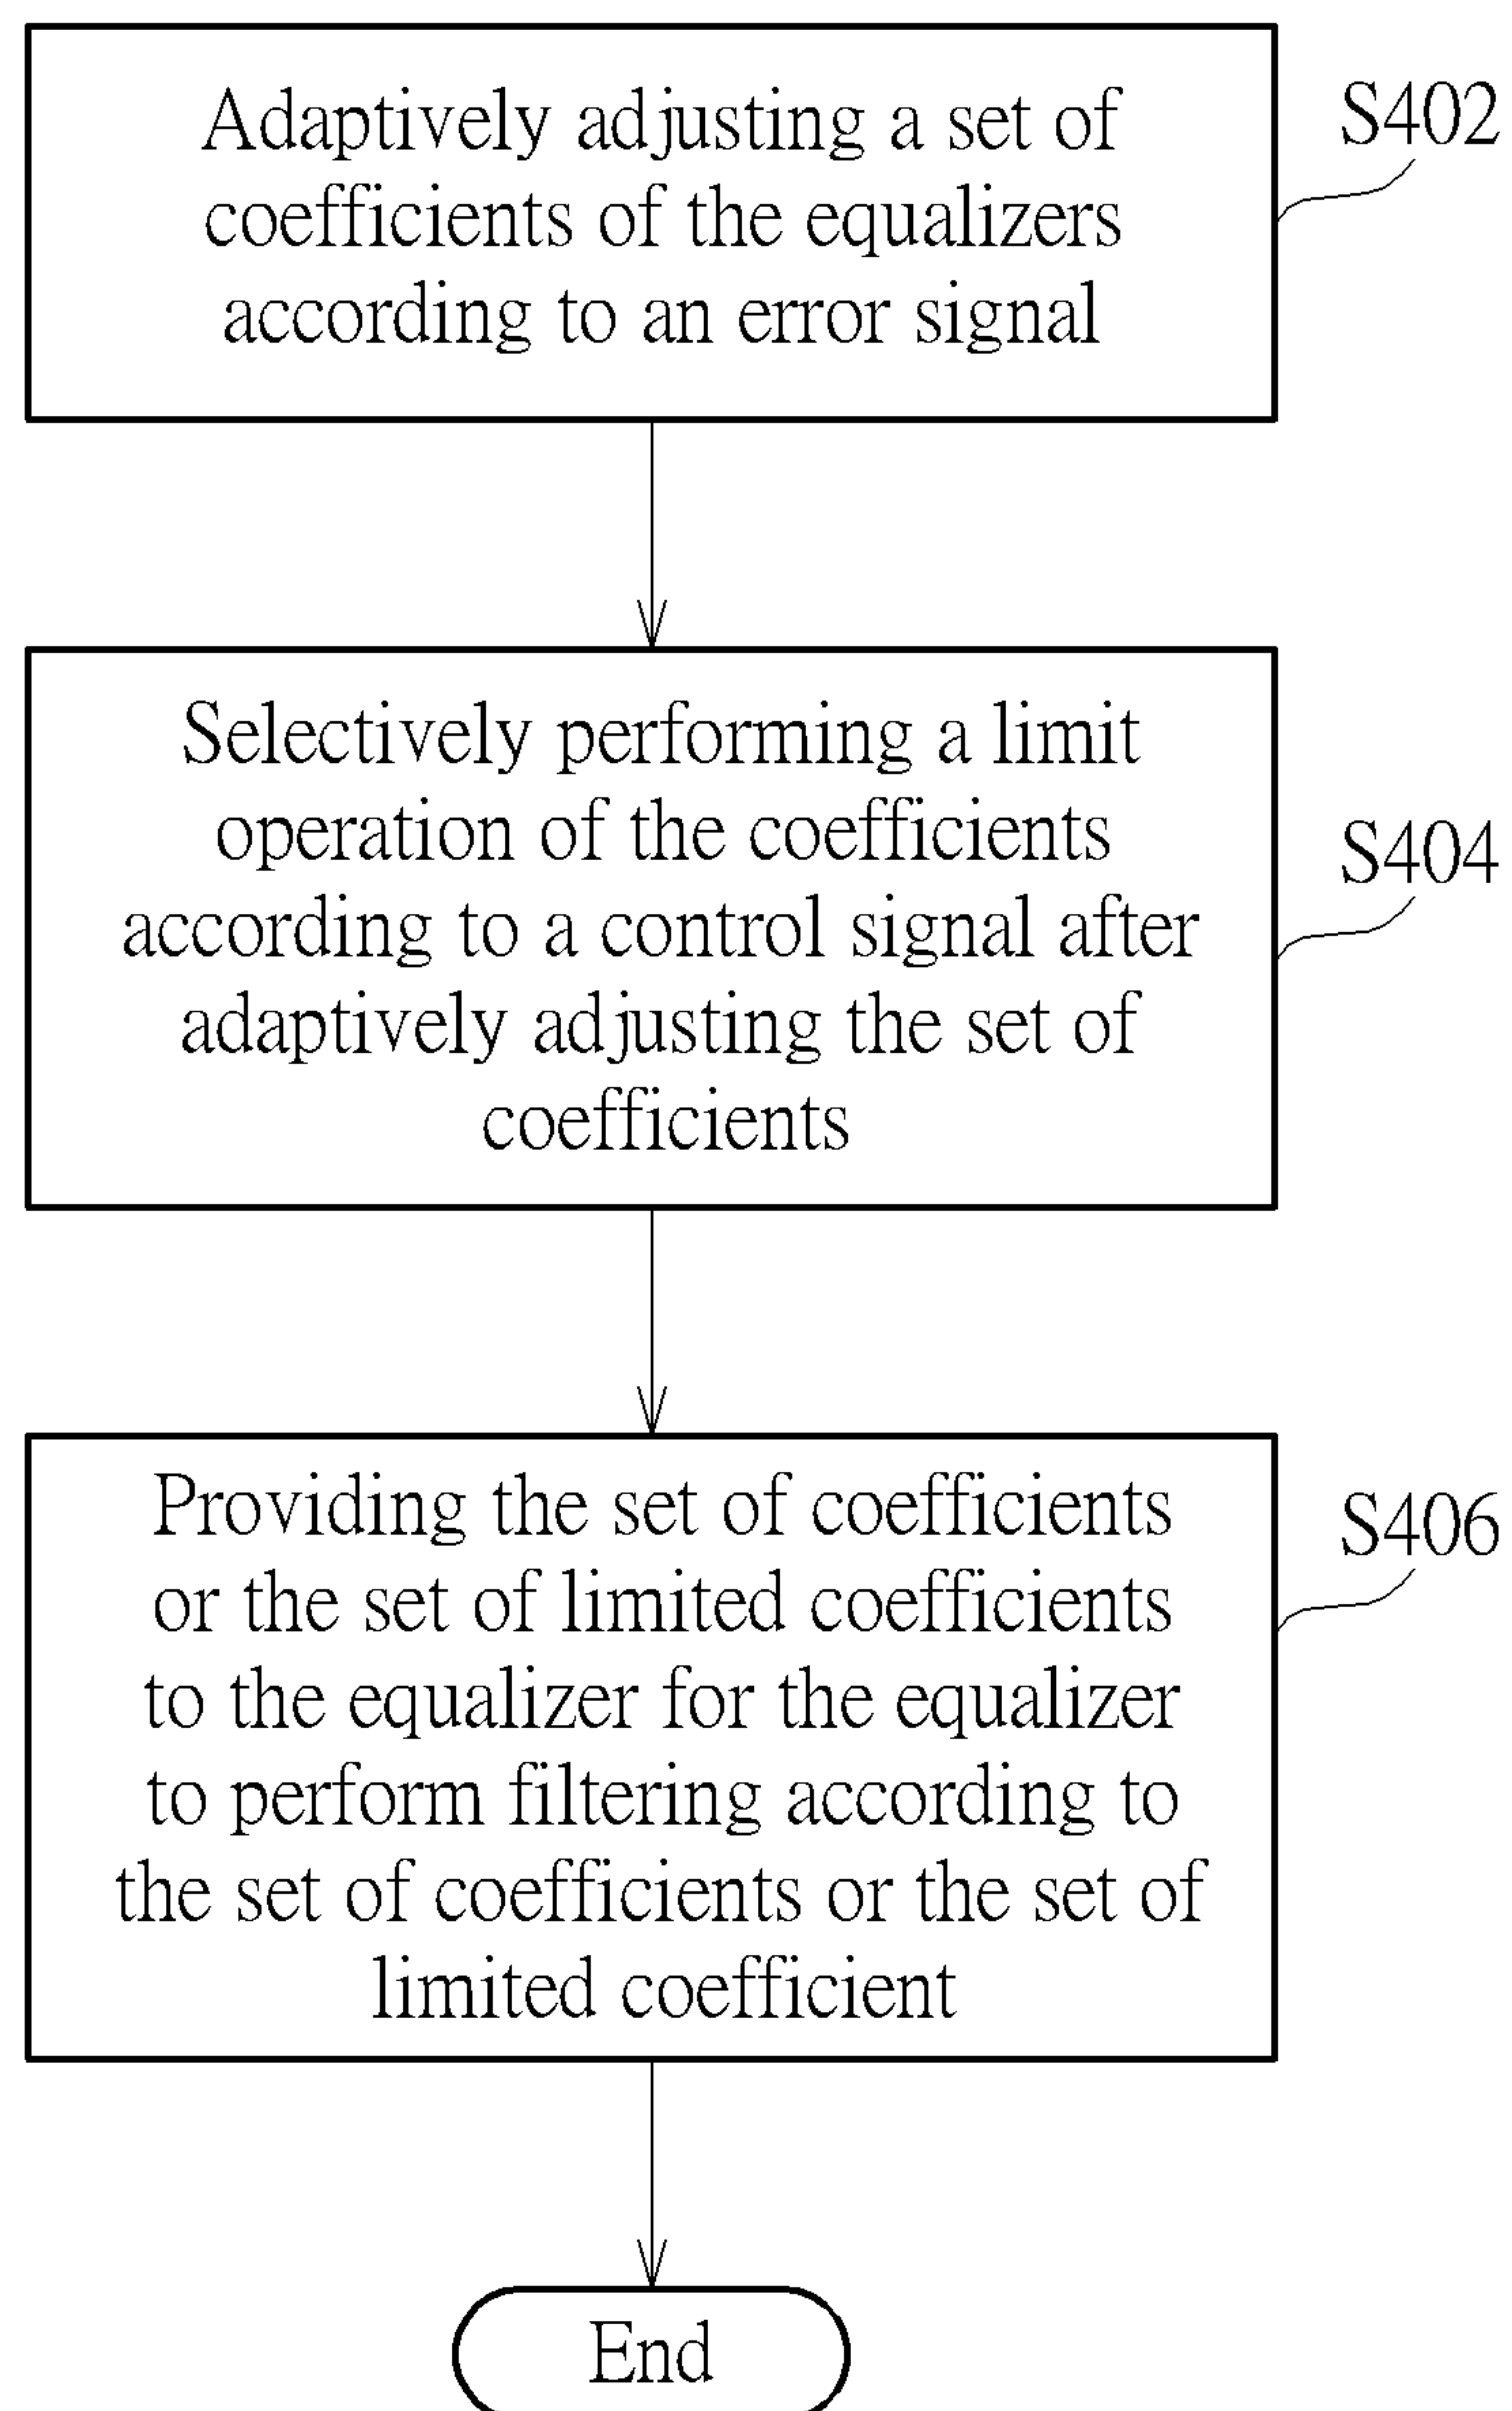 Adaptively adjusting a set of
coefficients of the equalizers
according to an error signal
S402
Selectively performing a limit
operation of the coefficients
according to a control signal after
adaptively adjusting the set of
coefficients
S404
Providing the set of coefficients
or the set of limited coefficients
to the equalizer for the equalizer
to perform filtering according to
the set of coefficients or the set of
limited coefficient
S406
End